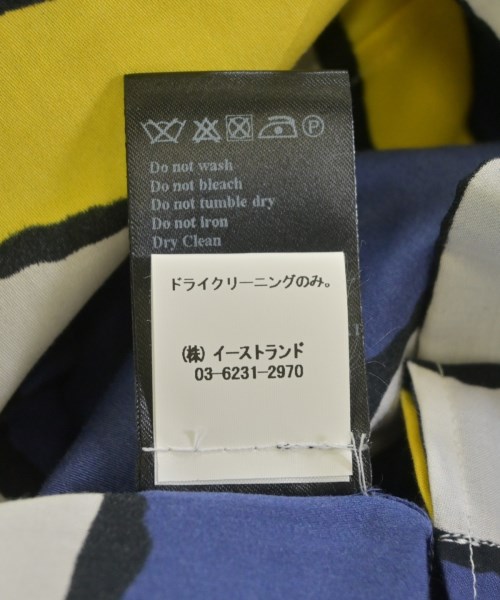 Do not wash
Do not bleach
Do not tumble dry
Do not iron
Dry Clean
ドライクリーニングのみ。
(株) イーストランド
03-6231-2970